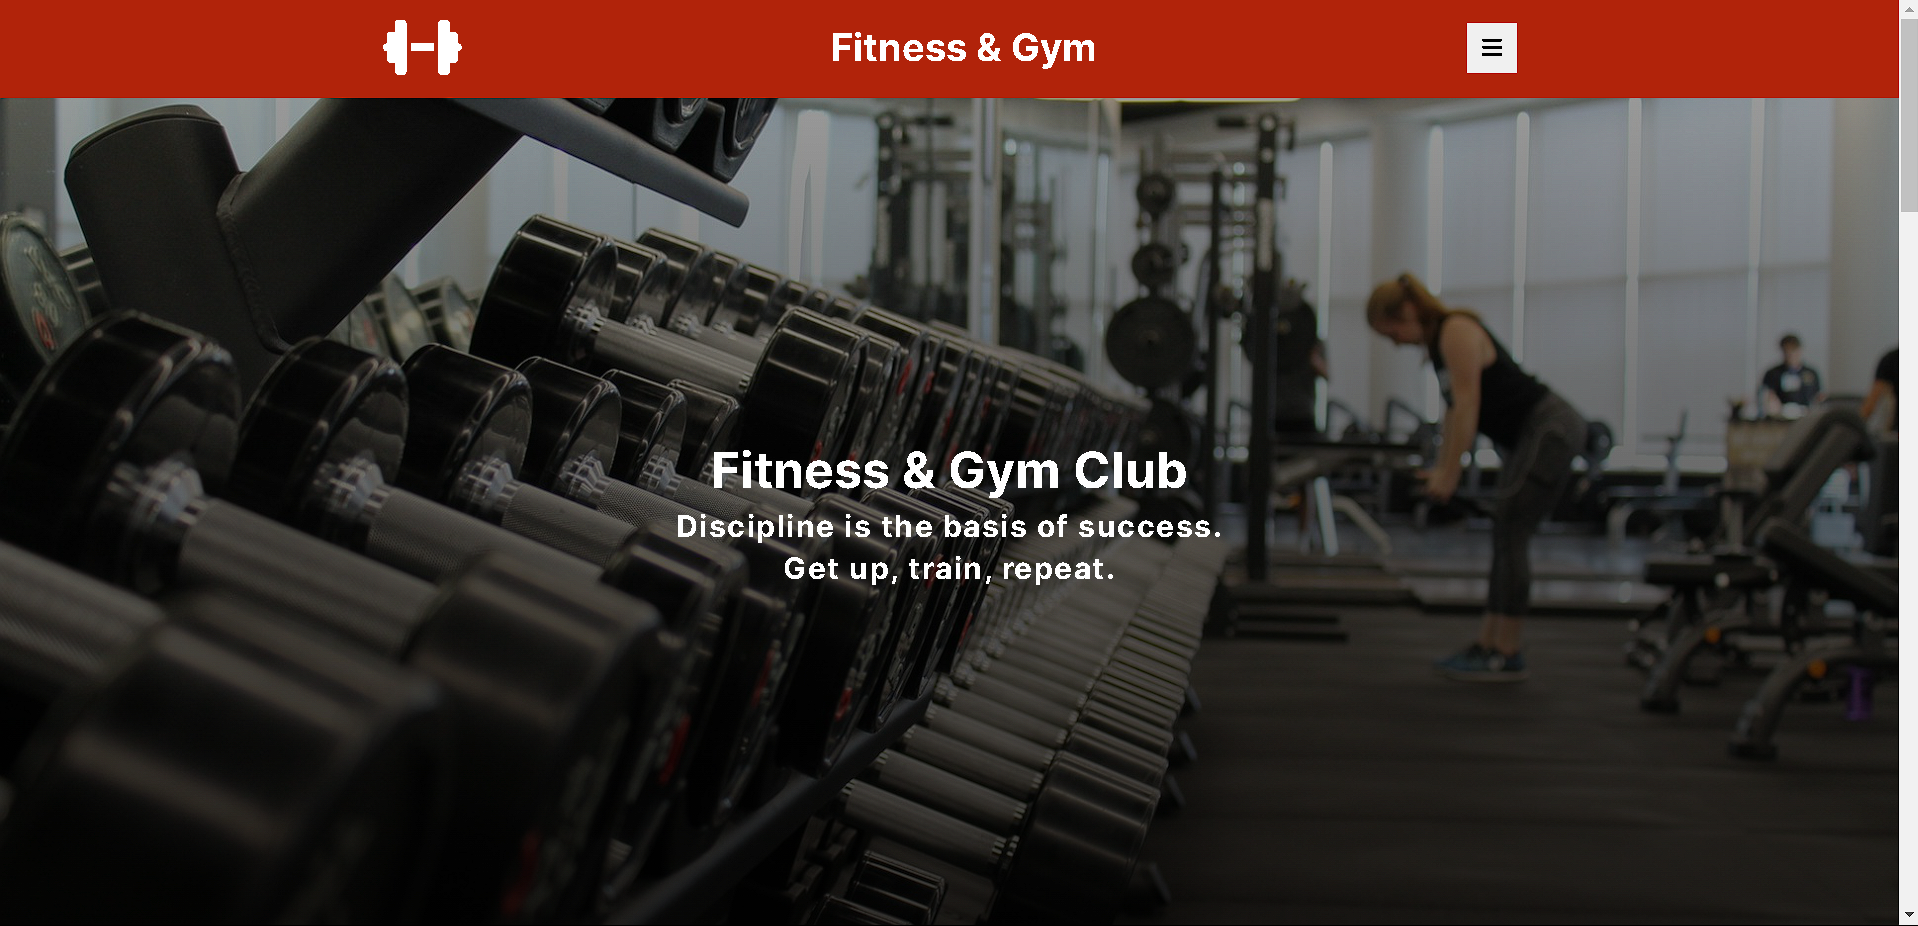 Fitness & Gym
Fitness & Gym Club
Discipline is the basis of success.
Get up, train, repeat.